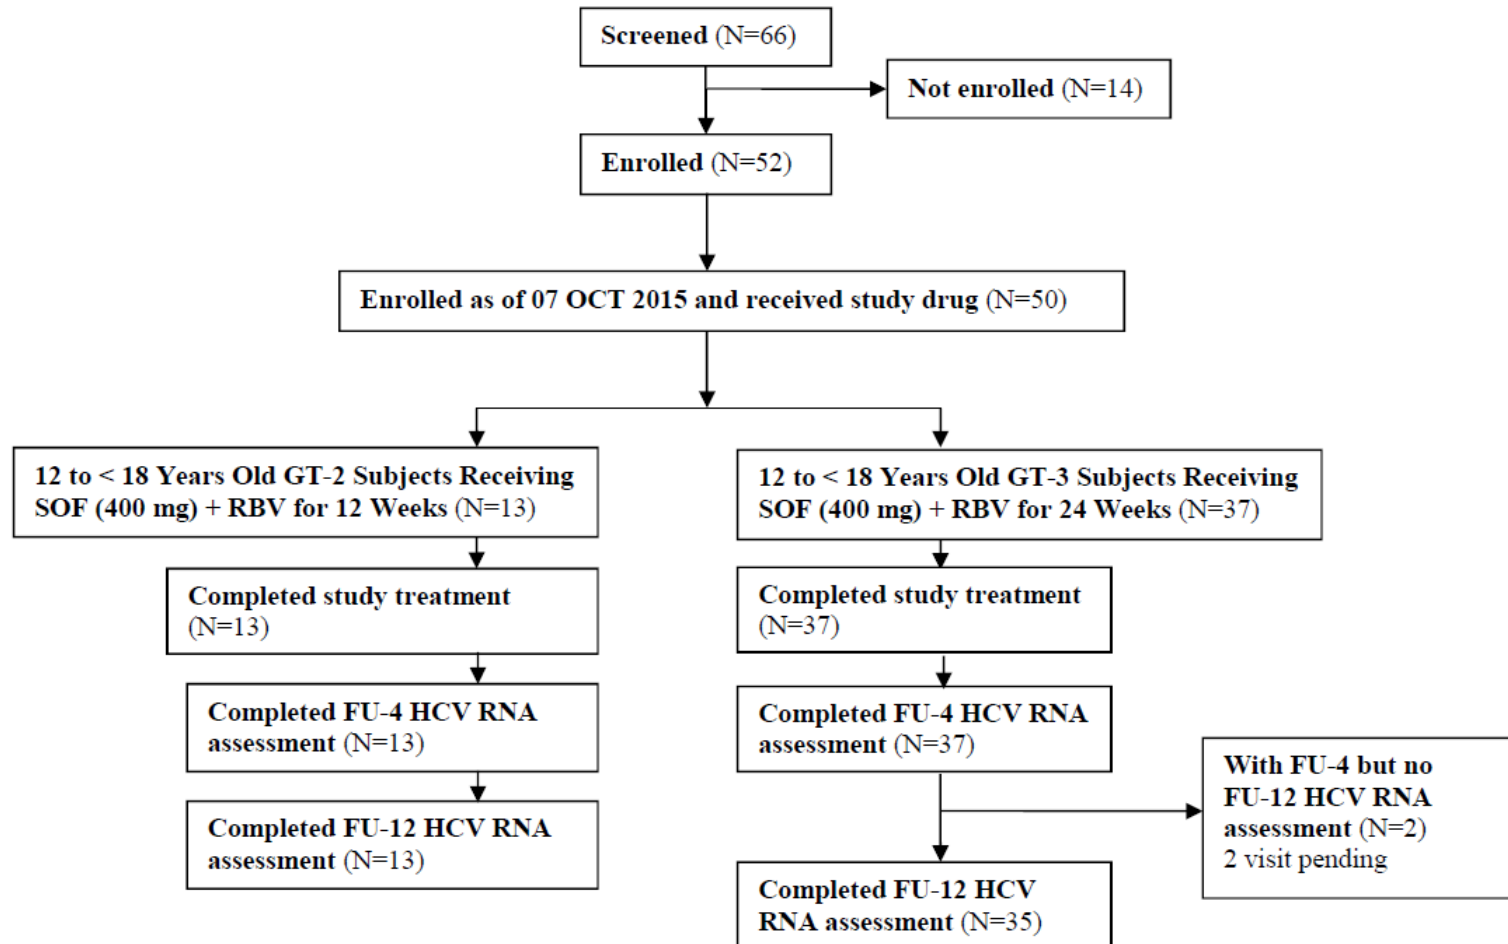 Screened (N=66)
Not enrolled (N=14)
Enrolled (N=52)
Enrolled as of 07 OCT 2015 and received study drug (N=50)
12 to < 18 Years Old GT-2 Subjects Receiving
SOF (400 mg) + RBV for 12 Weeks (N=13)
Completed study treatment
(N=13)
Completed FU-4 HCV RNA
assessment (N=13)
Completed FU-12 HCV RNA
assessment (N=13)
12 to < 18 Years Old GT-3 Subjects Receiving
SOF (400 mg) + RBV for 24 Weeks (N=37)
Completed study treatment
(N=37)
Completed FU-4 HCV RNA
assessment (N=37)
With FU-4 but no
FU-12 HCV RNA
assessment (N=2)
2 visit pending
Completed FU-12 HCV
RNA assessment (N=35)